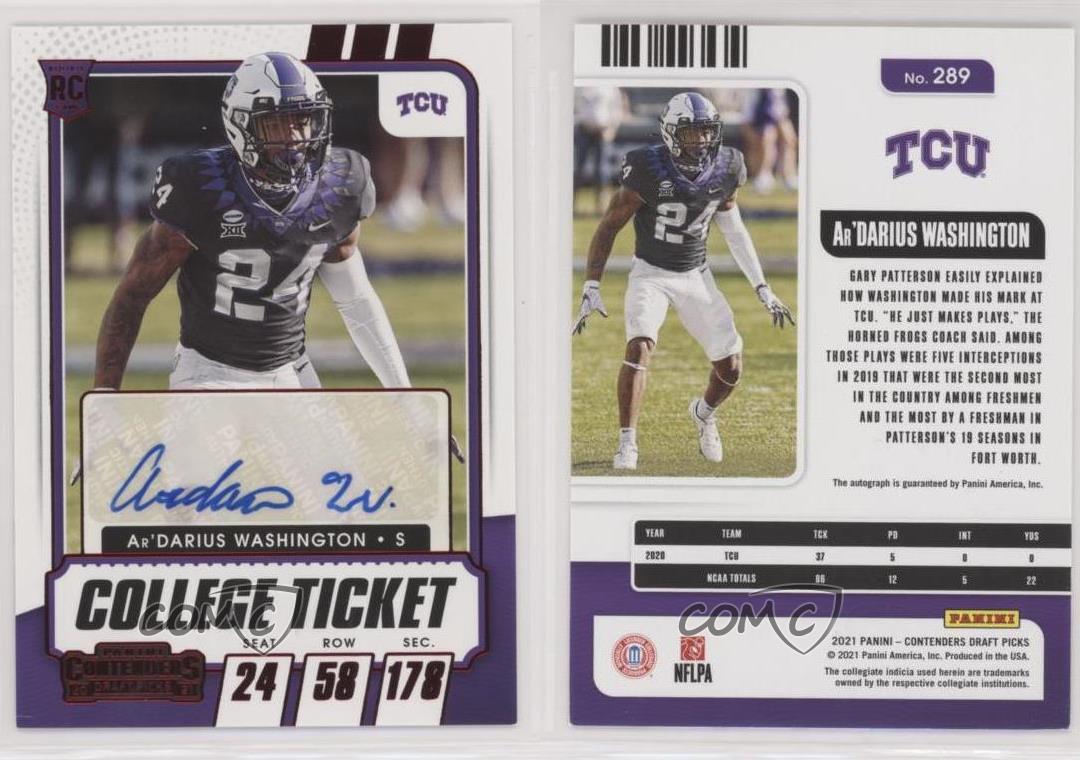 RC
TCU
24
24
XII
Ar'Darius Washington • S
COLLEGE TICKET
SEAT ROW SEC.
24 58 178
PANINI
CONTENDERS
DRAFT PICKS
COMC
No. 289
TCU
24
Ar'Darius Washington
GARY PATTERSON EASILY EXPLAINED
HOW WASHINGTON MADE HIS MARK AT
TCU. "HE JUST MAKES PLAYS," THE
HORNED FROGS COACH SAID. AMONG
THOSE PLAYS WERE FIVE INTERCEPTIONS
IN 2019 THAT WERE THE SECOND MOST
IN THE COUNTRY AMONG FRESHMEN
AND THE MOST BY A FRESHMAN IN
PATTERSON'S 19 SEASONS IN
FORT WORTH.
The autograph is guaranteed by Panini America, Inc.
YEAR TEAM TCK PD INT YDS
2020 TCU 37 5 0 0
NCAA TOTALS 86 12 5 22
COMC
PANINI
NFLPA
2021 PANINI – CONTENDERS DRAFT PICKS
© 2021 Panini America, Inc. Produced in the USA.
The collegiate indicia used herein are trademarks
owned by the respective collegiate institutions.